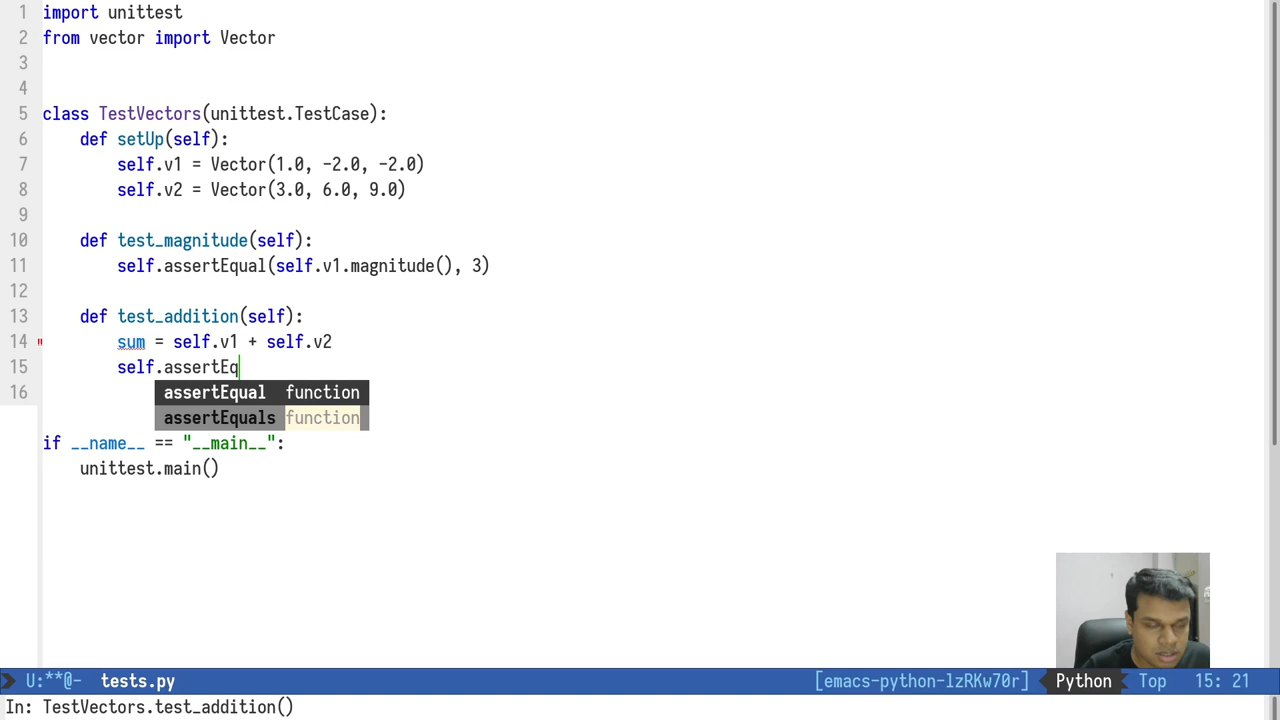 1 import unittest
2 from vector import Vector
3
4
5 class TestVectors(unittest.TestCase):
6 def setUp(self):
7 self.v1 = Vector(1.0, -2.0, -2.0)
8 self.v2 = Vector(3.0, 6.0, 9.0)
9
10 def test_magnitude(self):
11 self.assertEqual(self.v1.magnitude(), 3)
12
13 def test_addition(self):
14 sum = self.v1 + self.v2
15 self.assertEq
16 assertEqual function
assertEquals function
if __name__ == "__main__":
unittest.main()
U:**@- tests.py [emacs-python-lzRKw70r] Python Top 15: 21
In: TestVectors.test_addition()